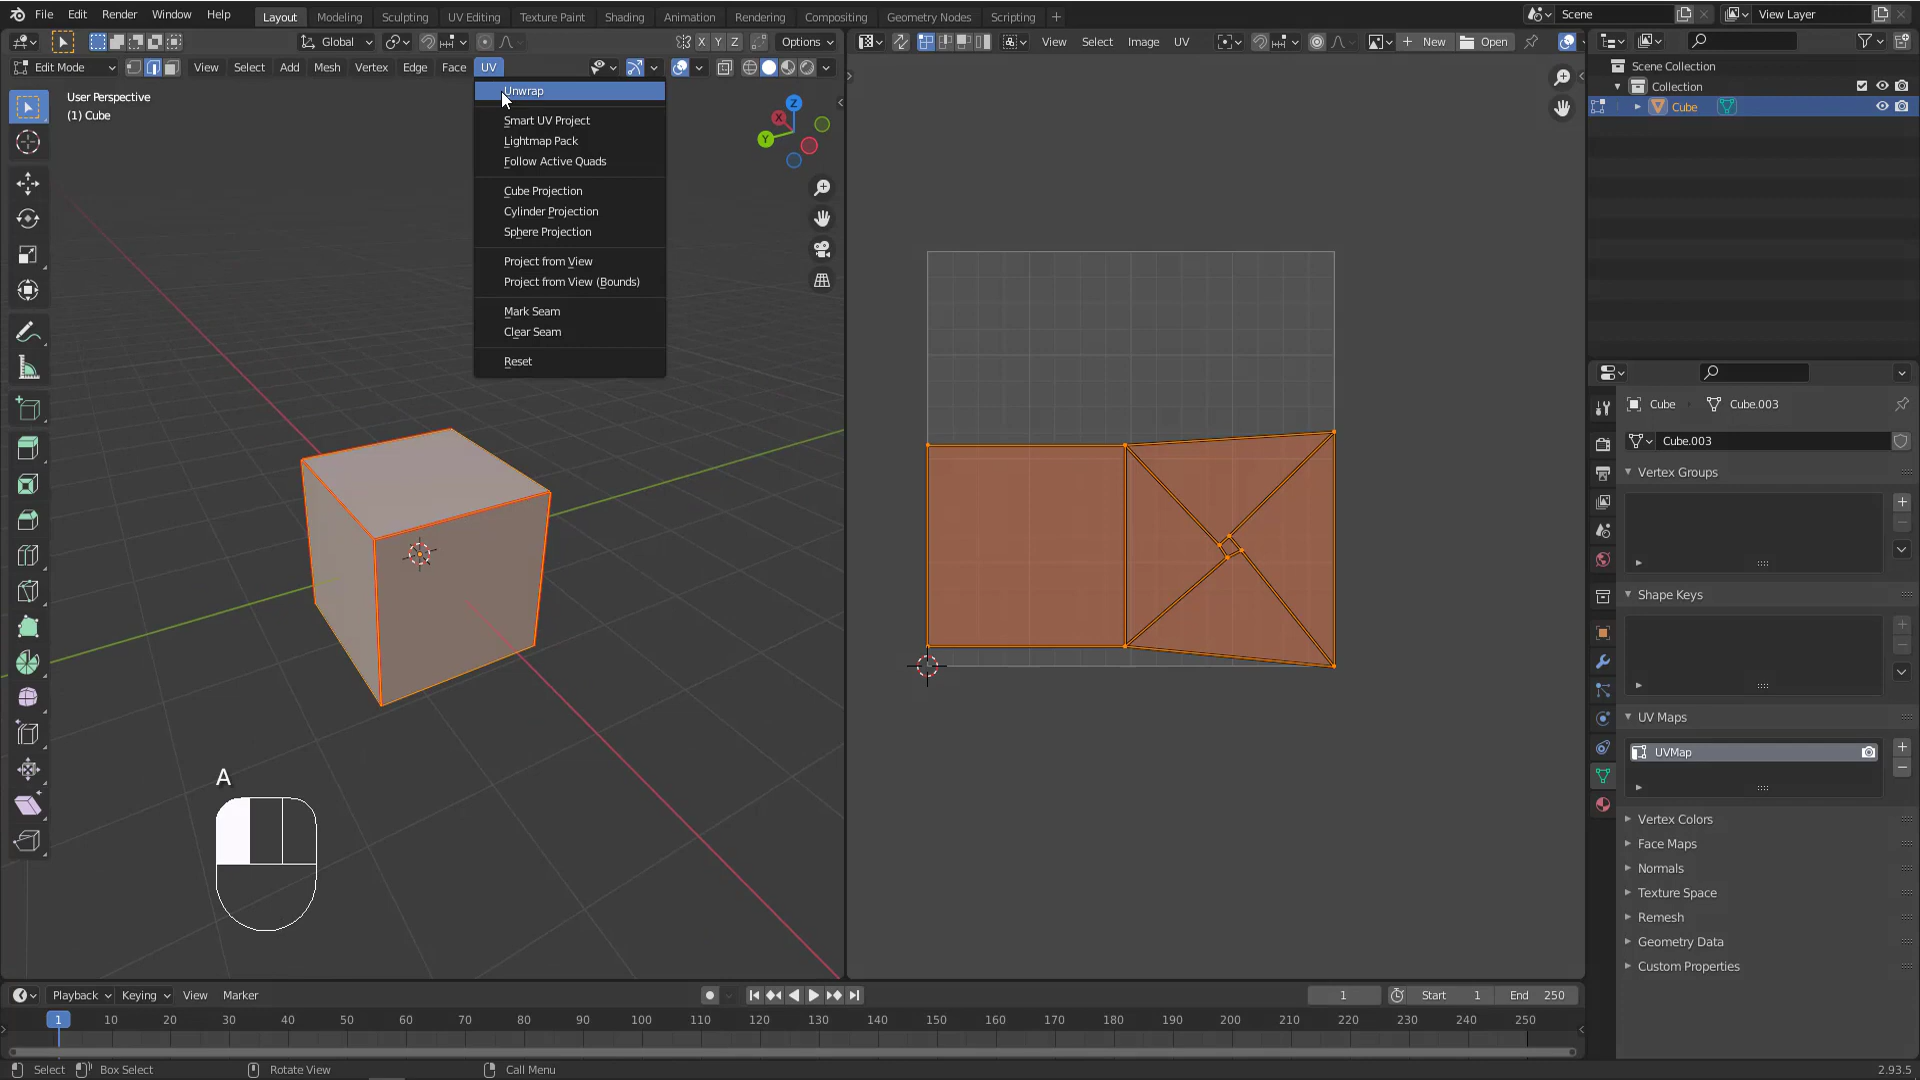 File Edit Render Window Help
Layout Modeling Sculpting UV Editing Texture Paint Shading Animation Rendering Compositing Geometry Nodes Scripting +
Scene
View Layer
Global
X Y Z
Options
View Select Image UV
New
Open
Edit Mode
View Select Add Mesh Vertex Edge Face UV
User Perspective
(1) Cube
Unwrap
Smart UV Project
Lightmap Pack
Follow Active Quads
Cube Projection
Cylinder Projection
Sphere Projection
Project from View
Project from View (Bounds)
Mark Seam
Clear Seam
Reset
Z
X
Y
A
Scene Collection
Collection
Cube
Cube
Cube.003
Cube.003
Vertex Groups
Shape Keys
UV Maps
UVMap
Vertex Colors
Face Maps
Normals
Texture Space
Remesh
Geometry Data
Custom Properties
Playback Keying View Marker
1
Start 1
End 250
1 10 20 30 40 50 60 70 80 90 100 110 120 130 140 150 160 170 180 190 200 210 220 230 240 250
Select
Box Select
Rotate View
Call Menu
2.93.5